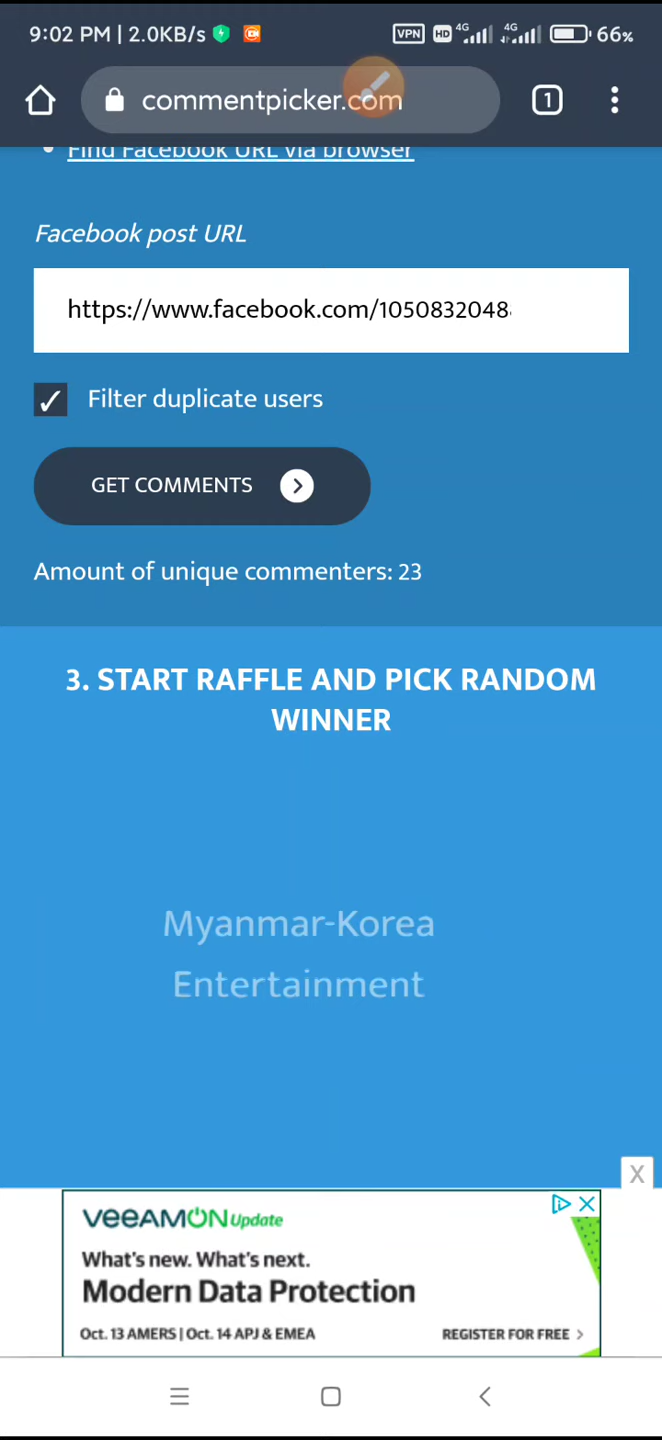 9:02 PM | 2.0KB/s VPN HD 4G 4G 66%
commentpicker.com 1
Find Facebook URL via browser
Facebook post URL
https://www.facebook.com/1050832048
Filter duplicate users
GET COMMENTS
Amount of unique commenters: 23
3. START RAFFLE AND PICK RANDOM
WINNER
Myanmar-Korea
Entertainment
X
VeeAMON Update
What's new. What's next.
Modern Data Protection
Oct. 13 AMERS | Oct. 14 APJ & EMEA REGISTER FOR FREE >